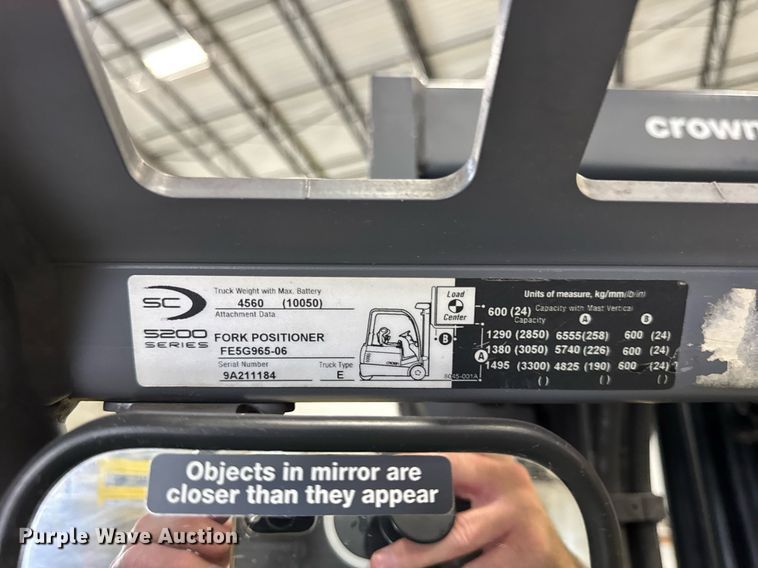 crown
SC
5200
SERIES
Truck Weight with Max. Battery
4560 (10050)
Attachment Data
FORK POSITIONER
FE5G965-06
Serial Number
9A211184
Truck Type
E
Load
Center
B
A
Units of measure, kg/mm(lb/in)
600 (24) Capacity with Mast Vertical
Capacity A B
1290 (2850) 6555(258) 600 (24)
1380 (3050) 5740 (226) 600 (24)
1495 (3300) 4825 (190) 600 (24)
( ) ( ) ( )
Objects in mirror are
closer than they appear
Purple Wave Auction